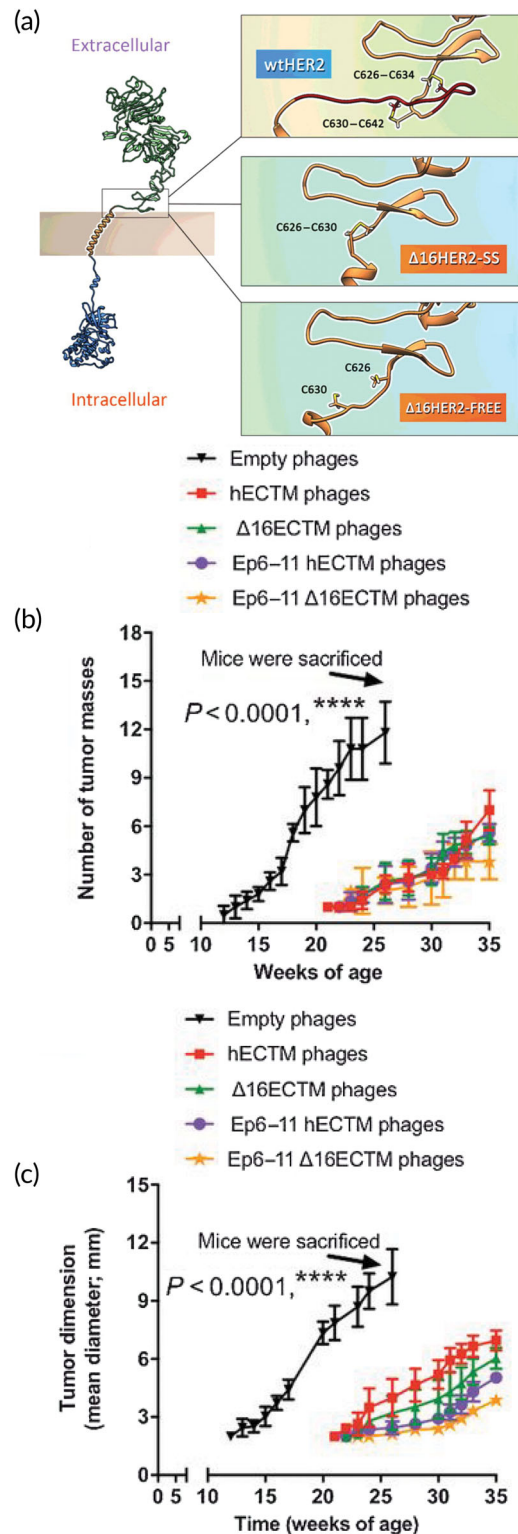 (a)
Extracellular
Intracellular
wtHER2
C626–C634
C630–C642
C626–C630
Δ16HER2-SS
C626
C630
Δ16HER2-FREE
Empty phages
hECTM phages
Δ16ECTM phages
Ep6–11 hECTM phages
Ep6–11 Δ16ECTM phages
(b)
18
15
12
9
6
3
0
Number of tumor masses
Mice were sacrificed
P < 0.0001, ****
0 5 10 15 20 25 30 35
Weeks of age
Empty phages
hECTM phages
Δ16ECTM phages
Ep6–11 hECTM phages
Ep6–11 Δ16ECTM phages
(c)
15
12
9
6
3
0
Tumor dimension
(mean diameter; mm)
Mice were sacrificed
P < 0.0001, ****
0 5 10 15 20 25 30 35
Time (weeks of age)